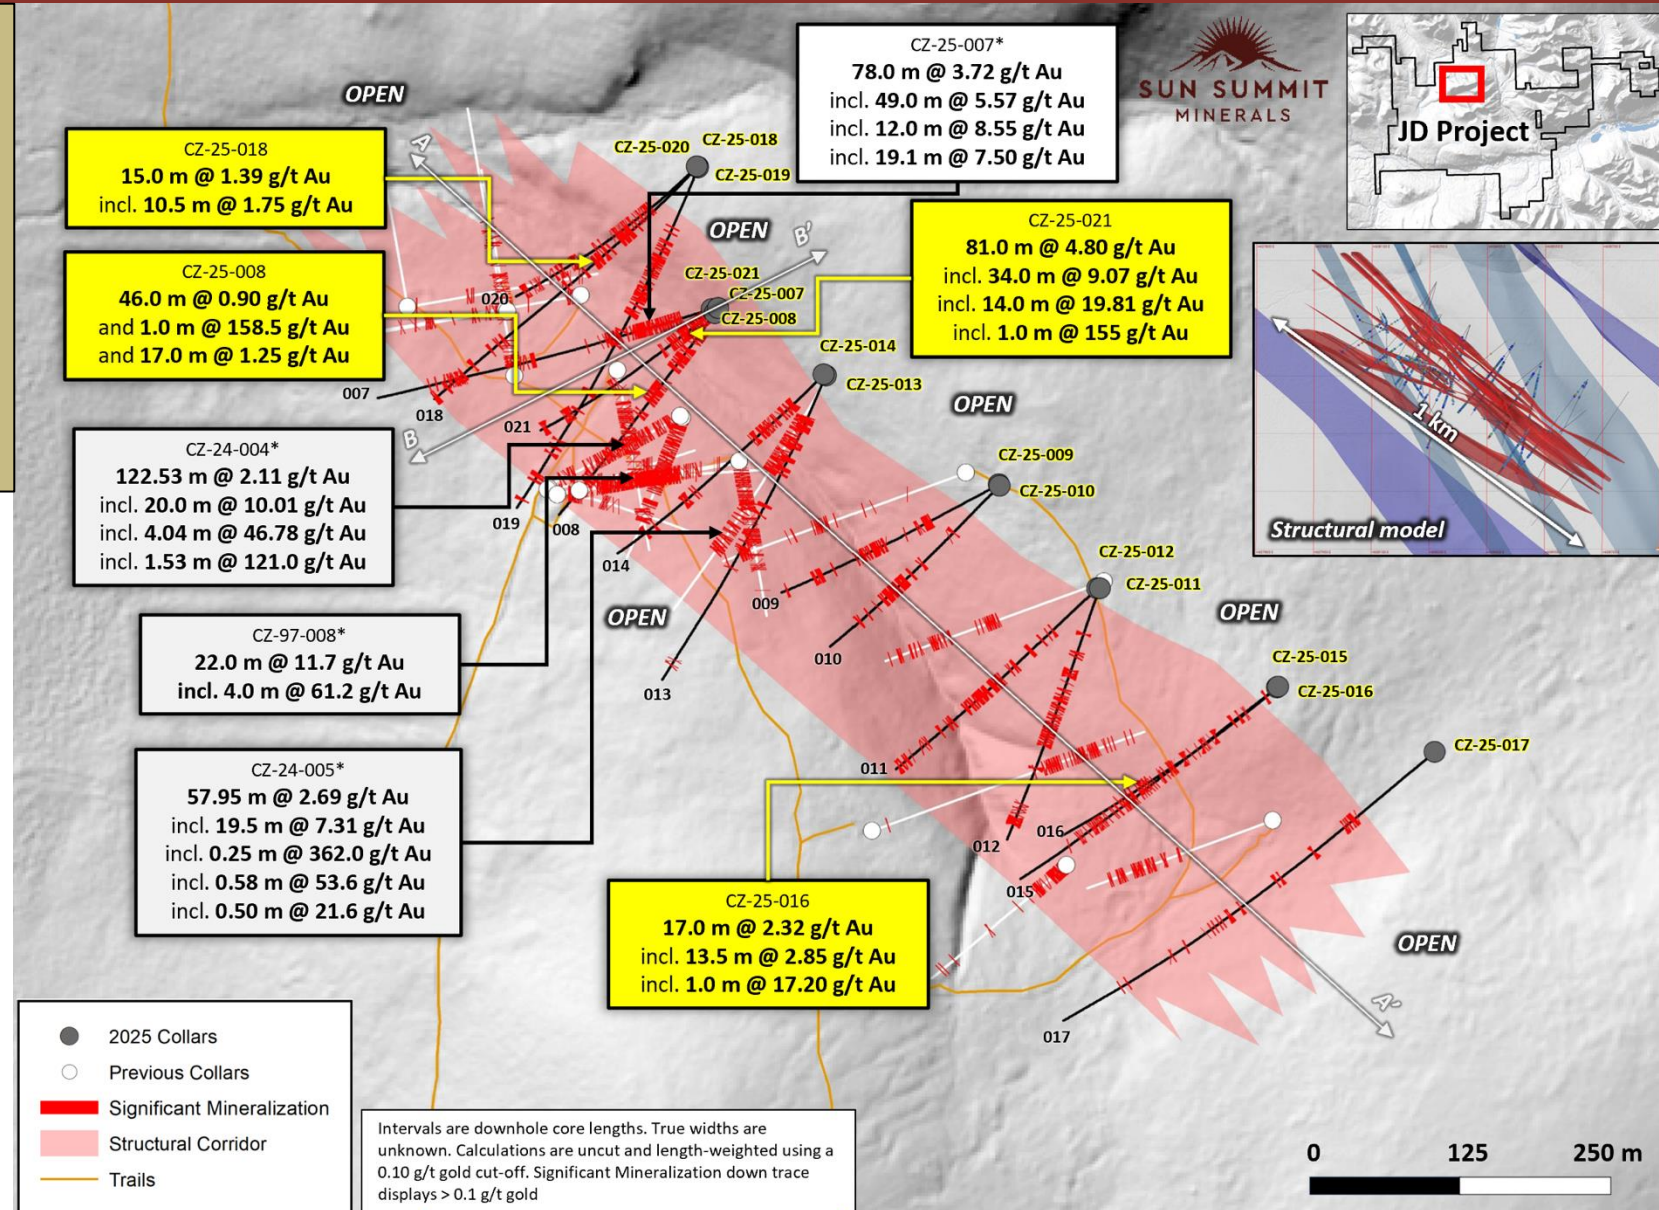 OPEN
CZ-25-007*
78.0 m @ 3.72 g/t Au
incl. 49.0 m @ 5.57 g/t Au
incl. 12.0 m @ 8.55 g/t Au
incl. 19.1 m @ 7.50 g/t Au
SUN SUMMIT
MINERALS
JD Project
CZ-25-018
15.0 m @ 1.39 g/t Au
incl. 10.5 m @ 1.75 g/t Au
A
CZ-25-020
CZ-25-018
CZ-25-019
OPEN
B'
CZ-25-021
81.0 m @ 4.80 g/t Au
incl. 34.0 m @ 9.07 g/t Au
incl. 14.0 m @ 19.81 g/t Au
incl. 1.0 m @ 155 g/t Au
CZ-25-008
46.0 m @ 0.90 g/t Au
and 1.0 m @ 158.5 g/t Au
and 17.0 m @ 1.25 g/t Au
020
CZ-25-021
CZ-25-007
CZ-25-008
1 km
Structural model
CZ-25-014
CZ-25-013
007
018
021
B
OPEN
CZ-24-004*
122.53 m @ 2.11 g/t Au
incl. 20.0 m @ 10.01 g/t Au
incl. 4.04 m @ 46.78 g/t Au
incl. 1.53 m @ 121.0 g/t Au
CZ-25-009
CZ-25-010
019
008
014
009
CZ-25-012
CZ-25-011
OPEN
OPEN
CZ-97-008*
22.0 m @ 11.7 g/t Au
incl. 4.0 m @ 61.2 g/t Au
010
013
CZ-25-015
CZ-25-016
CZ-25-017
CZ-24-005*
57.95 m @ 2.69 g/t Au
incl. 19.5 m @ 7.31 g/t Au
incl. 0.25 m @ 362.0 g/t Au
incl. 0.58 m @ 53.6 g/t Au
incl. 0.50 m @ 21.6 g/t Au
011
016
012
015
CZ-25-016
17.0 m @ 2.32 g/t Au
incl. 13.5 m @ 2.85 g/t Au
incl. 1.0 m @ 17.20 g/t Au
OPEN
A'
017
2025 Collars
Previous Collars
Significant Mineralization
Structural Corridor
Trails
Intervals are downhole core lengths. True widths are
unknown. Calculations are uncut and length-weighted using a
0.10 g/t gold cut-off. Significant Mineralization down trace
displays > 0.1 g/t gold
0 125 250 m